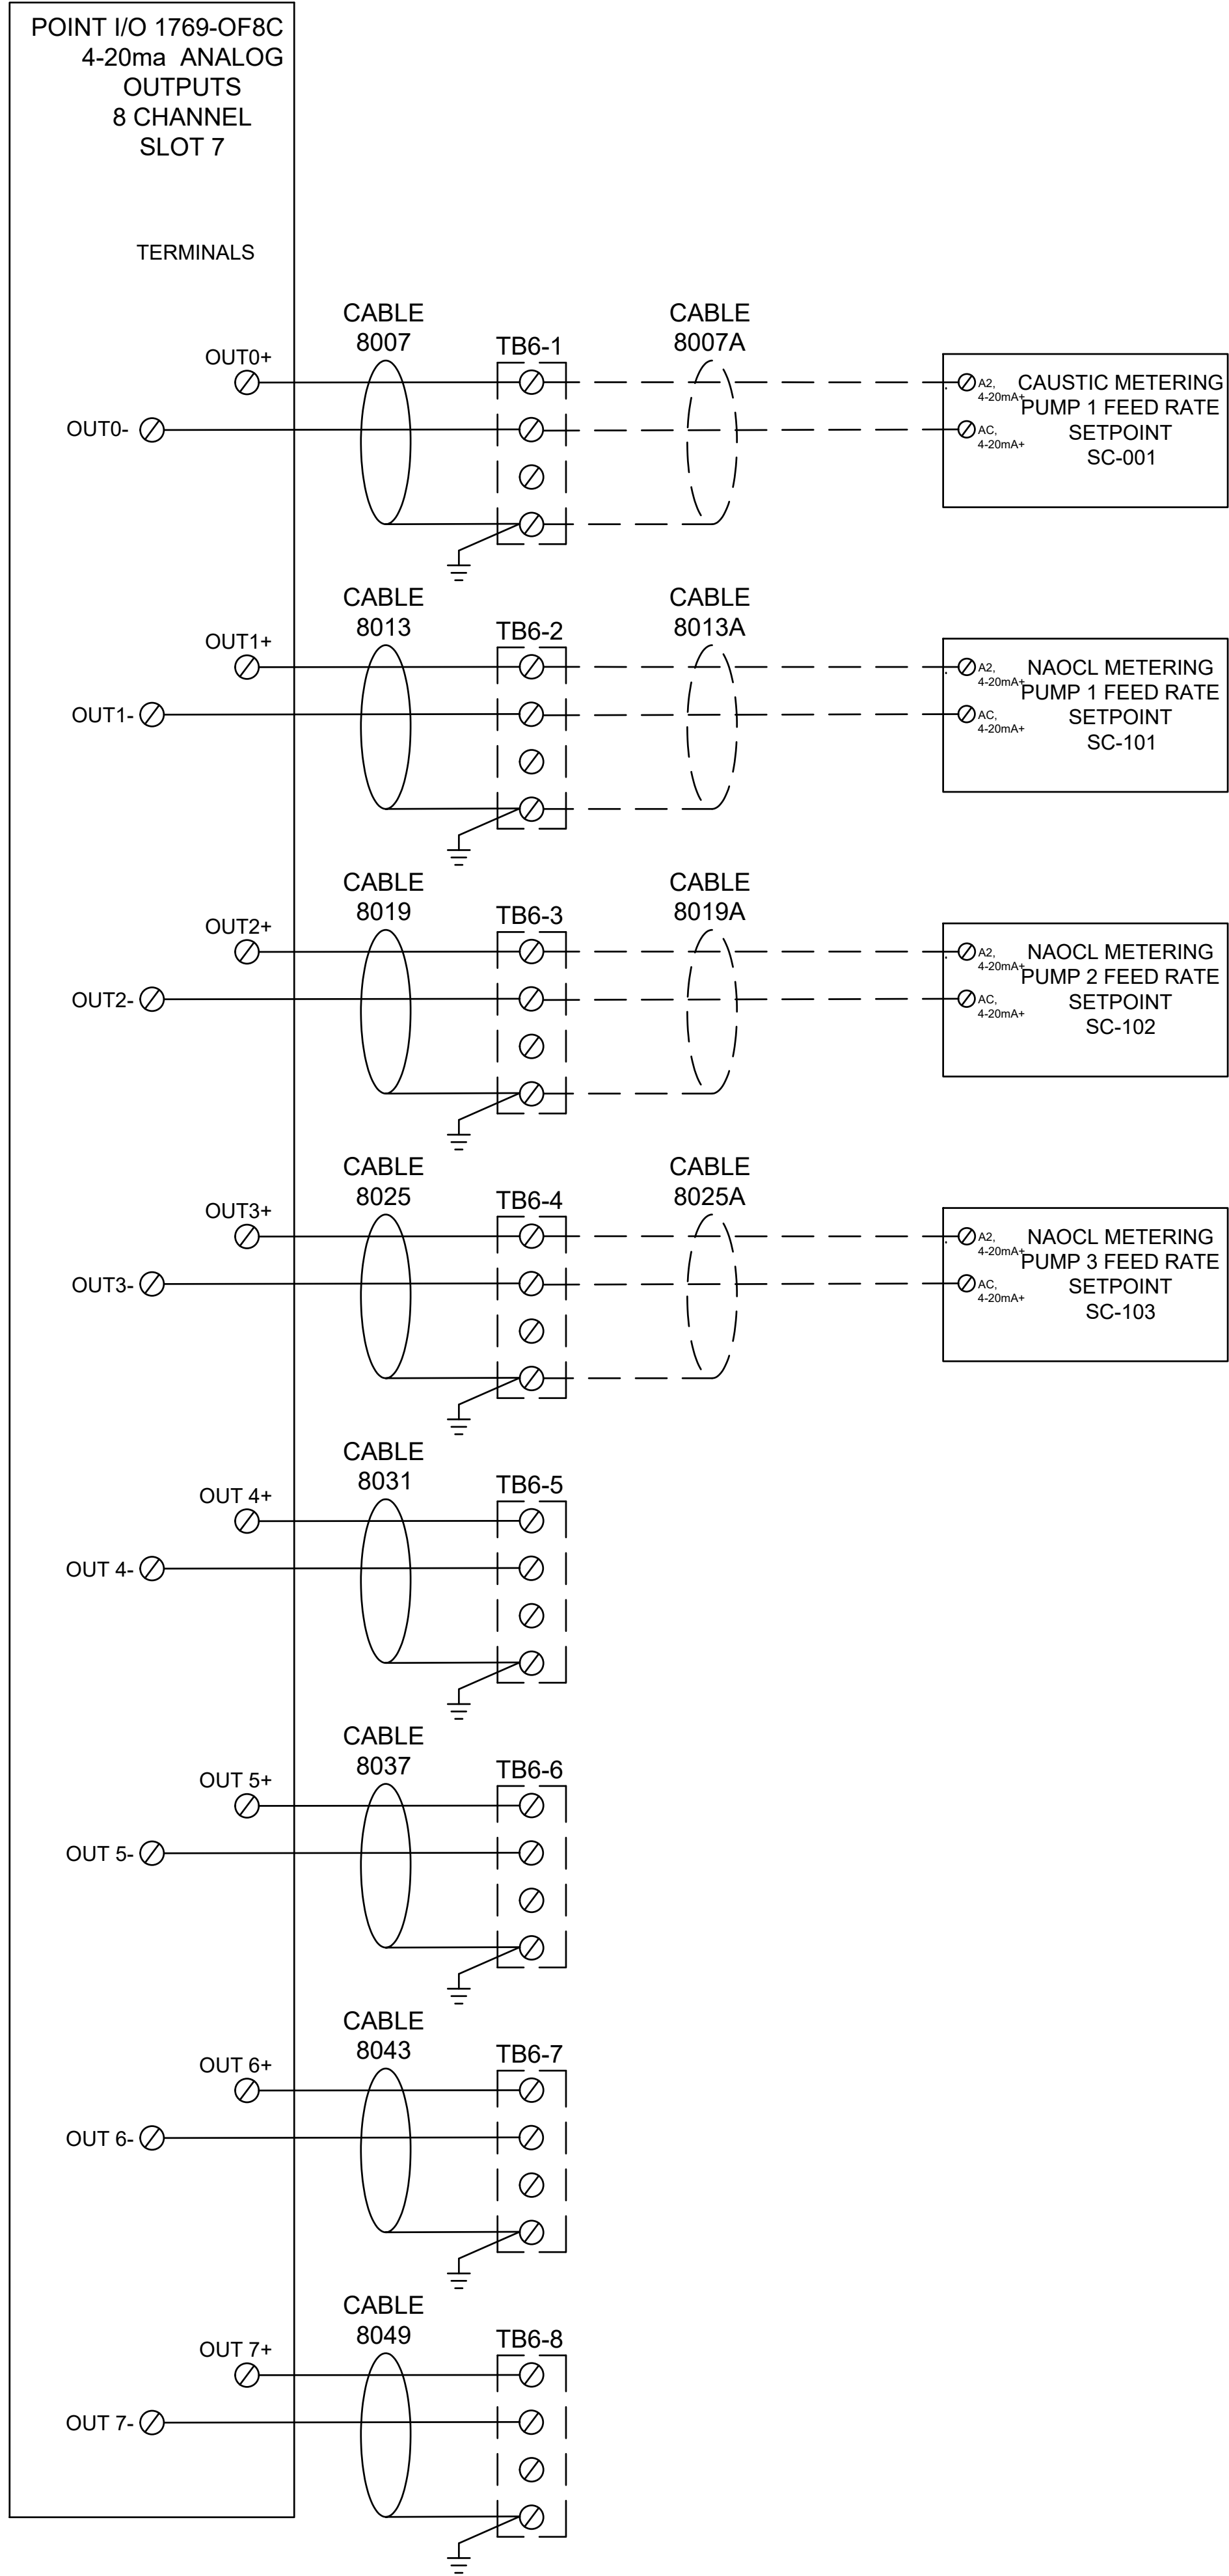 POINT I/O 1769-OF8C
4-20ma ANALOG
OUTPUTS
8 CHANNEL
SLOT 7
TERMINALS
CABLE
8007
CABLE
8007A
TB6-1
OUT0+
OUT0-
A2,
4-20mA+
AC,
4-20mA+
CAUSTIC METERING
PUMP 1 FEED RATE
SETPOINT
SC-001
CABLE
8013
CABLE
8013A
TB6-2
OUT1+
OUT1-
A2,
4-20mA+
AC,
4-20mA+
NAOCL METERING
PUMP 1 FEED RATE
SETPOINT
SC-101
CABLE
8019
CABLE
8019A
TB6-3
OUT2+
OUT2-
A2,
4-20mA+
AC,
4-20mA+
NAOCL METERING
PUMP 2 FEED RATE
SETPOINT
SC-102
CABLE
8025
CABLE
8025A
TB6-4
OUT3+
OUT3-
A2,
4-20mA+
AC,
4-20mA+
NAOCL METERING
PUMP 3 FEED RATE
SETPOINT
SC-103
CABLE
8031
TB6-5
OUT 4+
OUT 4-
CABLE
8037
TB6-6
OUT 5+
OUT 5-
CABLE
8043
TB6-7
OUT 6+
OUT 6-
CABLE
8049
TB6-8
OUT 7+
OUT 7-